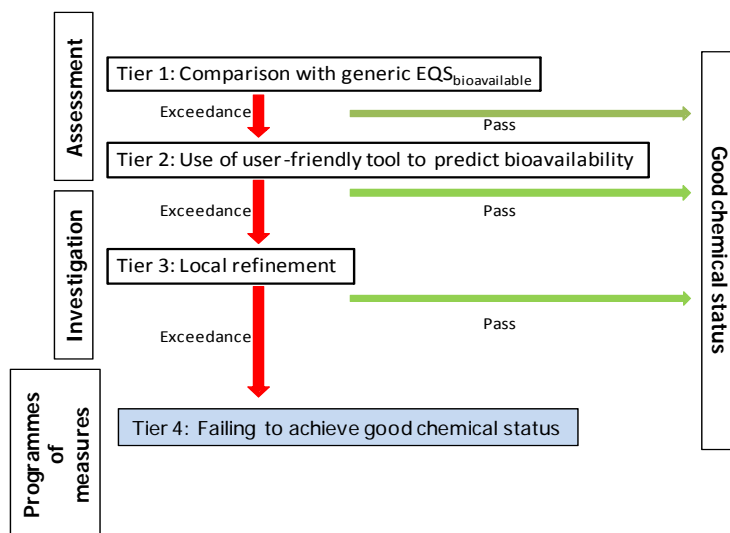 Assessment
Tier 1: Comparison with generic EQSbioavailable
Exceedance
Pass
Tier 2: Use of user-friendly tool to predict bioavailability
Exceedance
Pass
Investigation
Tier 3: Local refinement
Exceedance
Pass
Programmes
of
measures
Tier 4: Failing to achieve good chemical status
Good chemical status